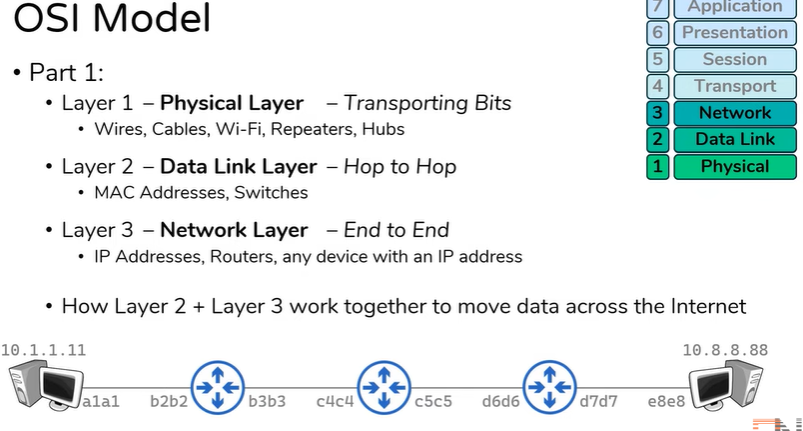 OSI Model
• Part 1:
• Layer 1 – Physical Layer – Transporting Bits
• Wires, Cables, Wi-Fi, Repeaters, Hubs
• Layer 2 – Data Link Layer – Hop to Hop
• MAC Addresses, Switches
• Layer 3 – Network Layer – End to End
• IP Addresses, Routers, any device with an IP address
• How Layer 2 + Layer 3 work together to move data across the Internet
7 Application
6 Presentation
5 Session
4 Transport
3 Network
2 Data Link
1 Physical
10.1.1.11 10.8.8.88
a1a1 b2b2 b3b3 c4c4 c5c5 d6d6 d7d7 e8e8